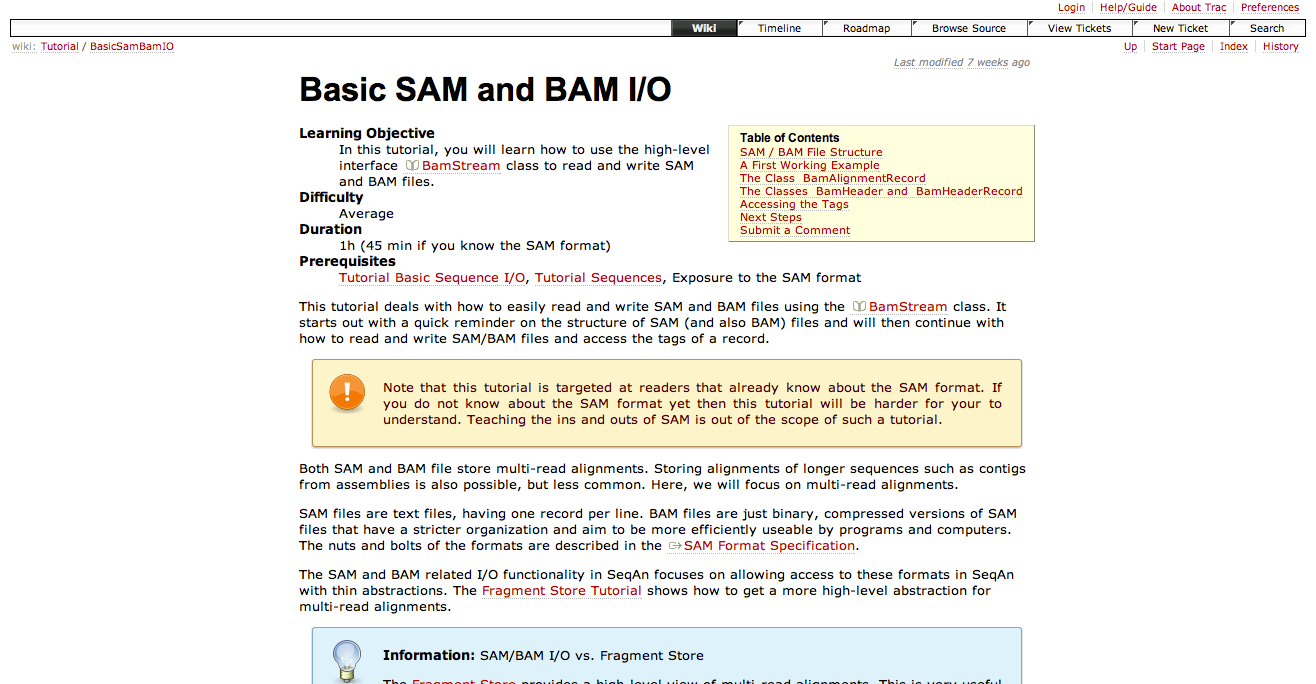 Login Help/Guide About Trac Preferences
Wiki Timeline Roadmap Browse Source View Tickets New Ticket Search
wiki: Tutorial / BasicSamBamIO
Up Start Page Index History
Last modified 7 weeks ago
Basic SAM and BAM I/O
Learning Objective
In this tutorial, you will learn how to use the high-level
interface BamStream class to read and write SAM
and BAM files.
Difficulty
Average
Duration
1h (45 min if you know the SAM format)
Prerequisites
Tutorial Basic Sequence I/O, Tutorial Sequences, Exposure to the SAM format
Table of Contents
SAM / BAM File Structure
A First Working Example
The Class BamAlignmentRecord
The Classes BamHeader and BamHeaderRecord
Accessing the Tags
Next Steps
Submit a Comment
This tutorial deals with how to easily read and write SAM and BAM files using the BamStream class. It
starts out with a quick reminder on the structure of SAM (and also BAM) files and will then continue with
how to read and write SAM/BAM files and access the tags of a record.
Note that this tutorial is targeted at readers that already know about the SAM format. If
you do not know about the SAM format yet then this tutorial will be harder for your to
understand. Teaching the ins and outs of SAM is out of the scope of such a tutorial.
Both SAM and BAM file store multi-read alignments. Storing alignments of longer sequences such as contigs
from assemblies is also possible, but less common. Here, we will focus on multi-read alignments.
SAM files are text files, having one record per line. BAM files are just binary, compressed versions of SAM
files that have a stricter organization and aim to be more efficiently useable by programs and computers.
The nuts and bolts of the formats are described in the SAM Format Specification.
The SAM and BAM related I/O functionality in SeqAn focuses on allowing access to these formats in SeqAn
with thin abstractions. The Fragment Store Tutorial shows how to get a more high-level abstraction for
multi-read alignments.
Information: SAM/BAM I/O vs. Fragment Store
The Fragment Store provides a high-level view of multi-read alignments. This is very useful